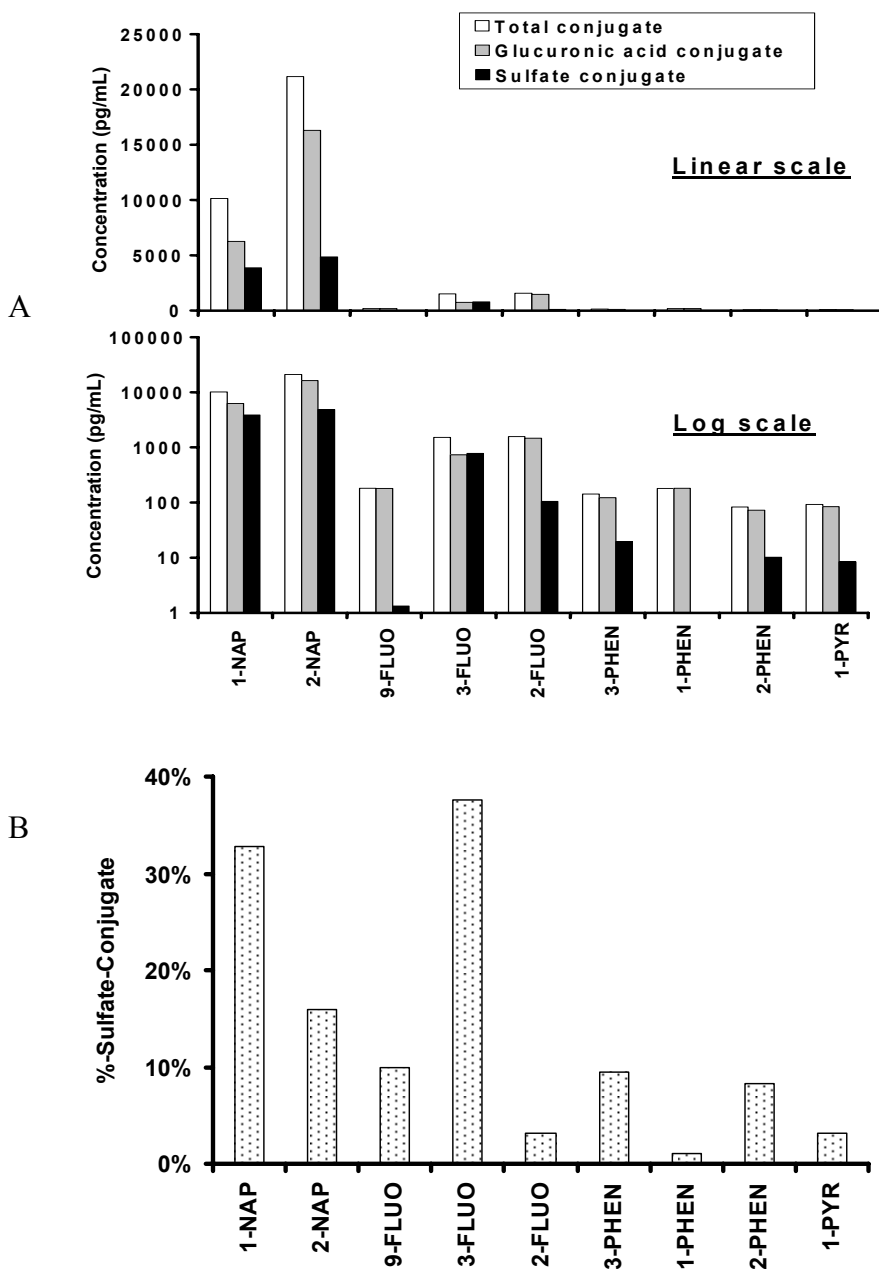 Total conjugate
Glucuronic acid conjugate
Sulfate conjugate
Concentration (pg/mL)
25000
20000
15000
10000
5000
0
Linear scale
A
Concentration (pg/mL)
100000
10000
1000
100
10
1
Log scale
1-NAP
2-NAP
9-FLUO
3-FLUO
2-FLUO
3-PHEN
1-PHEN
2-PHEN
1-PYR
B
%-Sulfate-Conjugate
40%
30%
20%
10%
0%
1-NAP
2-NAP
9-FLUO
3-FLUO
2-FLUO
3-PHEN
1-PHEN
2-PHEN
1-PYR